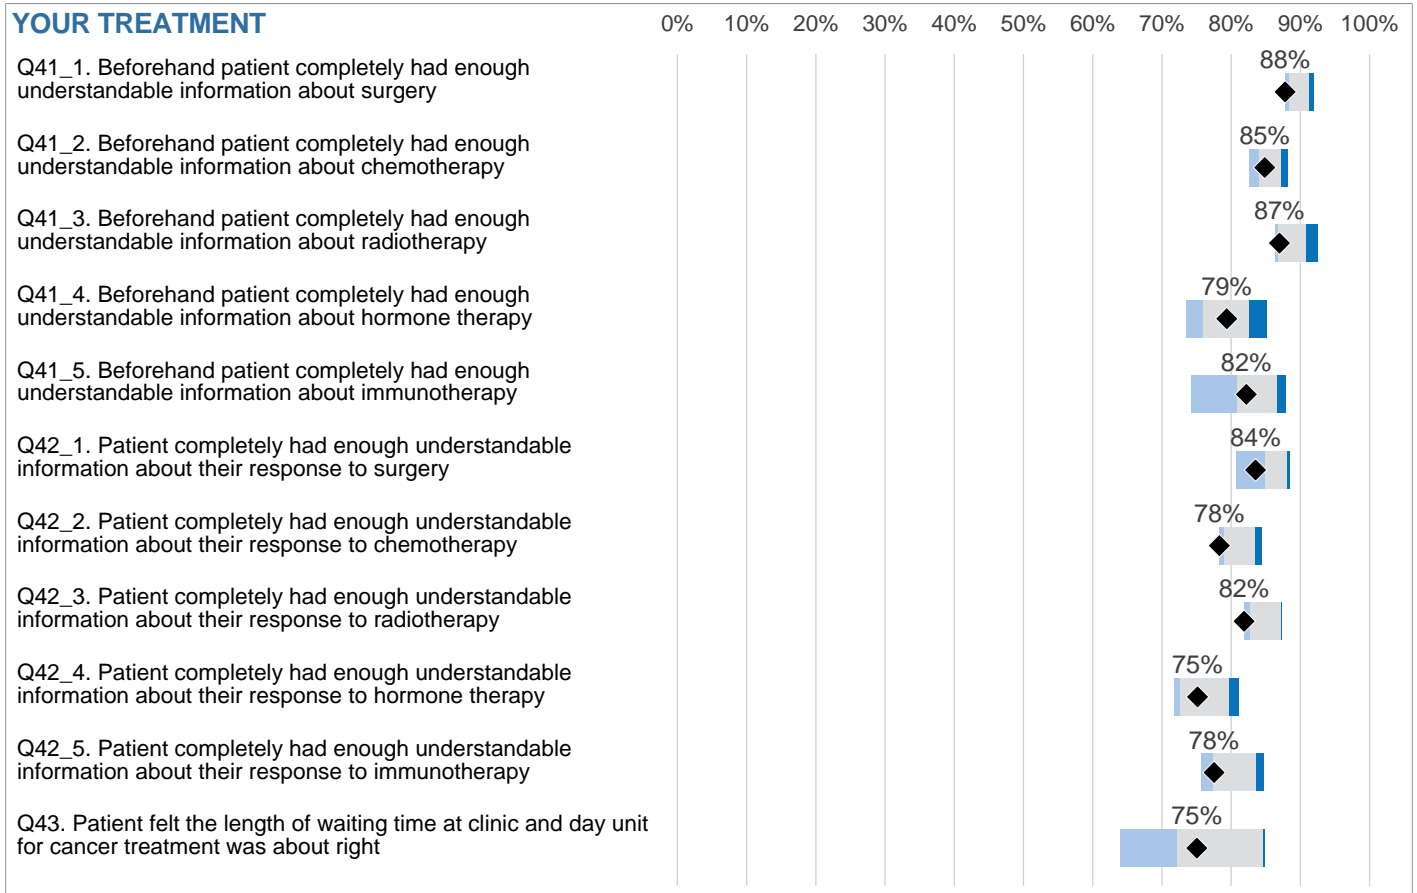 YOUR TREATMENT
0% 10% 20% 30% 40% 50% 60% 70% 80% 90% 100%
Q41_1. Beforehand patient completely had enough
understandable information about surgery
88%
Q41_2. Beforehand patient completely had enough
understandable information about chemotherapy
85%
Q41_3. Beforehand patient completely had enough
understandable information about radiotherapy
87%
Q41_4. Beforehand patient completely had enough
understandable information about hormone therapy
79%
Q41_5. Beforehand patient completely had enough
understandable information about immunotherapy
82%
Q42_1. Patient completely had enough understandable
information about their response to surgery
84%
Q42_2. Patient completely had enough understandable
information about their response to chemotherapy
78%
Q42_3. Patient completely had enough understandable
information about their response to radiotherapy
82%
Q42_4. Patient completely had enough understandable
information about their response to hormone therapy
75%
Q42_5. Patient completely had enough understandable
information about their response to immunotherapy
78%
Q43. Patient felt the length of waiting time at clinic and day unit
for cancer treatment was about right
75%